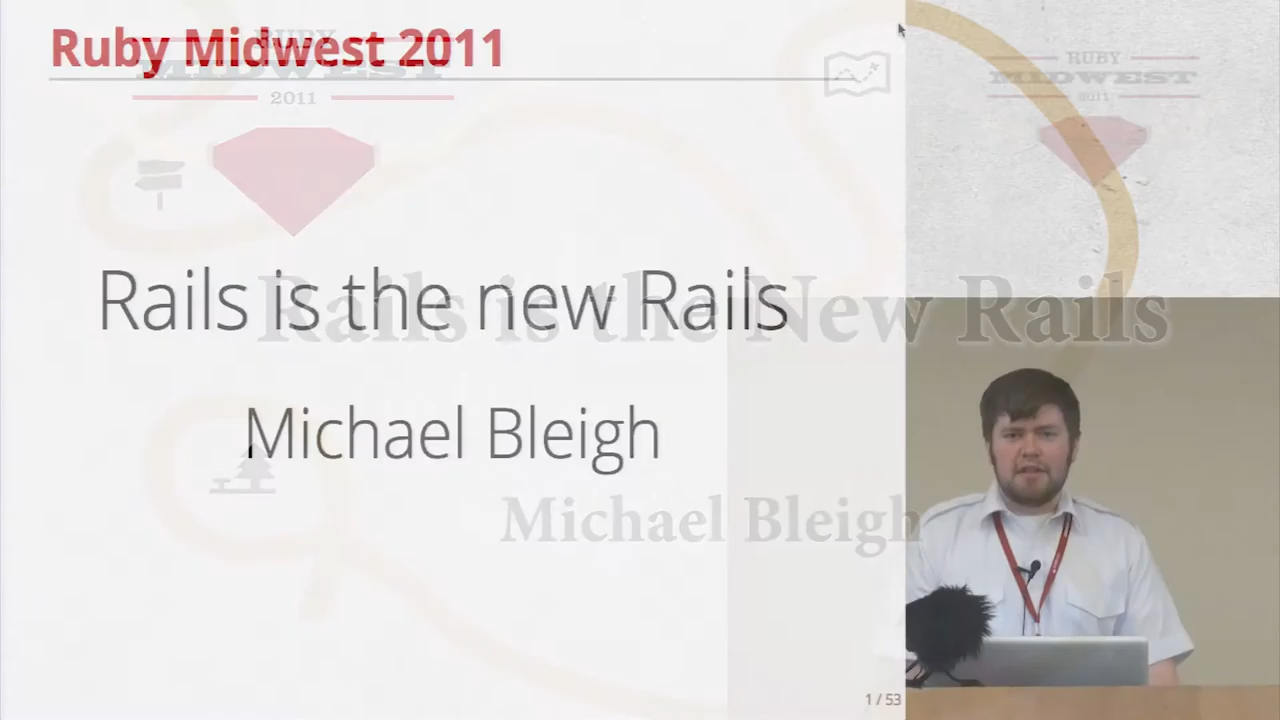 Ruby Midwest 2011
RUBY
MIDWEST
2011
RUBY
MIDWEST
2011
Rails is the new Rails
Rails is the New Rails
Michael Bleigh
Michael Bleigh
1 / 53